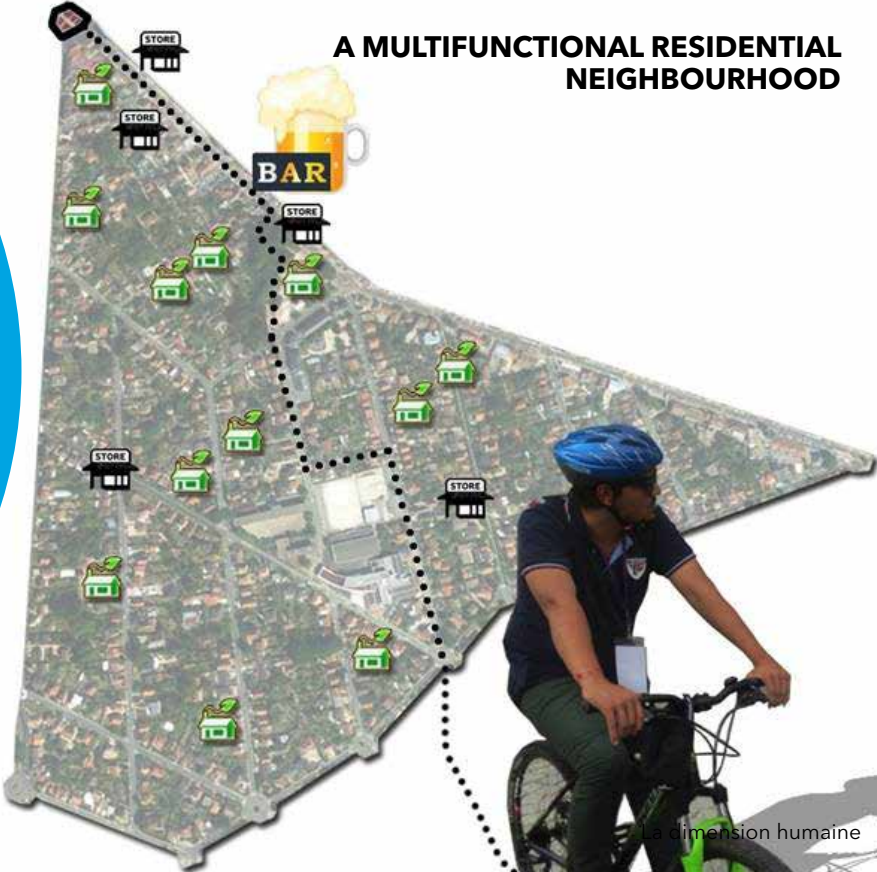 A MULTIFUNCTIONAL RESIDENTIAL
NEIGHBOURHOOD
STORE
STORE
BAR
STORE
STORE
STORE
La dimension humaine